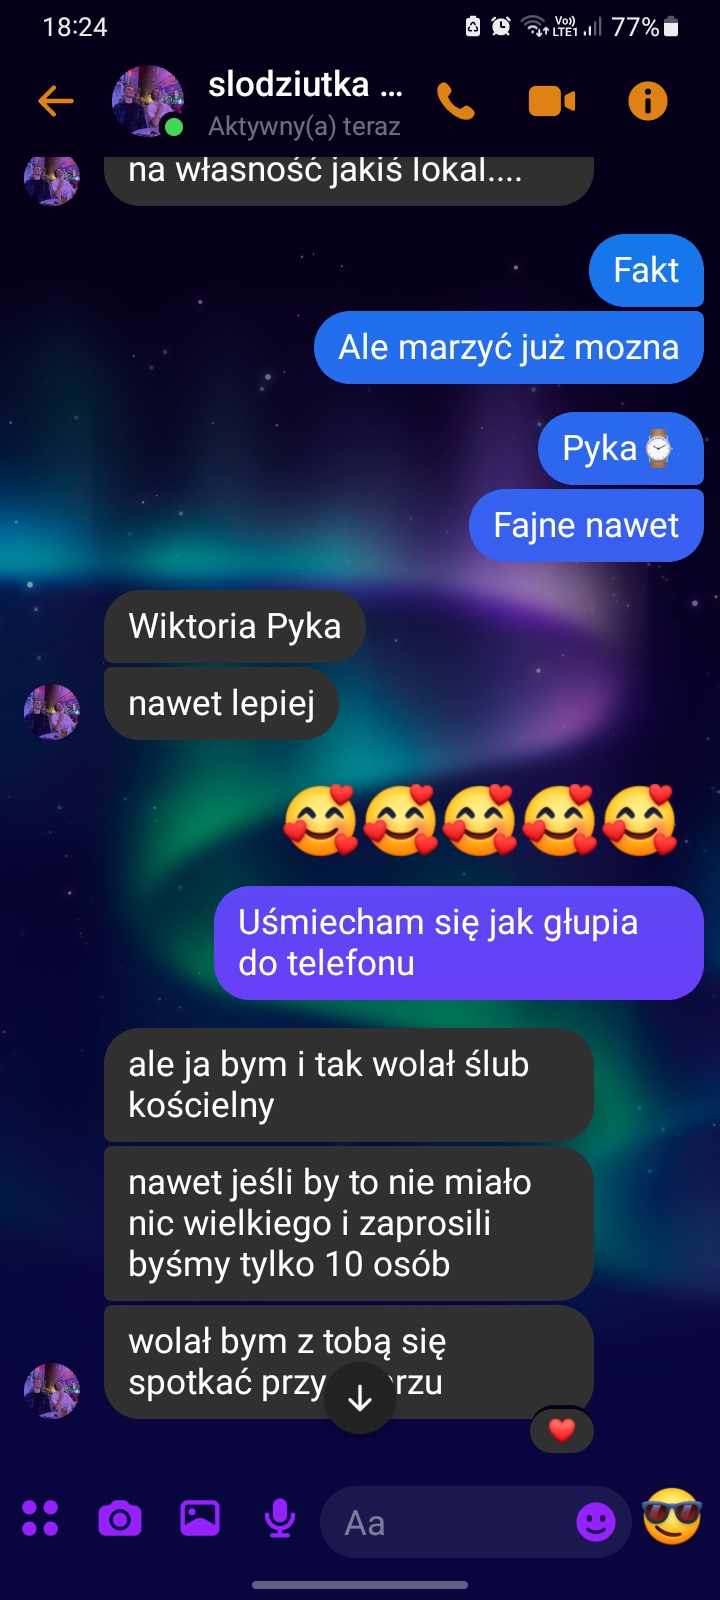 18:24
Vo))
LTE1
77%
slodziutka ...
Aktywny(a) teraz
na własność jakiś lokal....
Fakt
Ale marzyć już mozna
Pyka⌚
Fajne nawet
Wiktoria Pyka
nawet lepiej
🥰🥰🥰🥰🥰
Uśmiecham się jak głupia
do telefonu
ale ja bym i tak wolał ślub
kościelny
nawet jeśli by to nie miało
nic wielkiego i zaprosili
byśmy tylko 10 osób
wolał bym z tobą się
spotkać przy
Aa